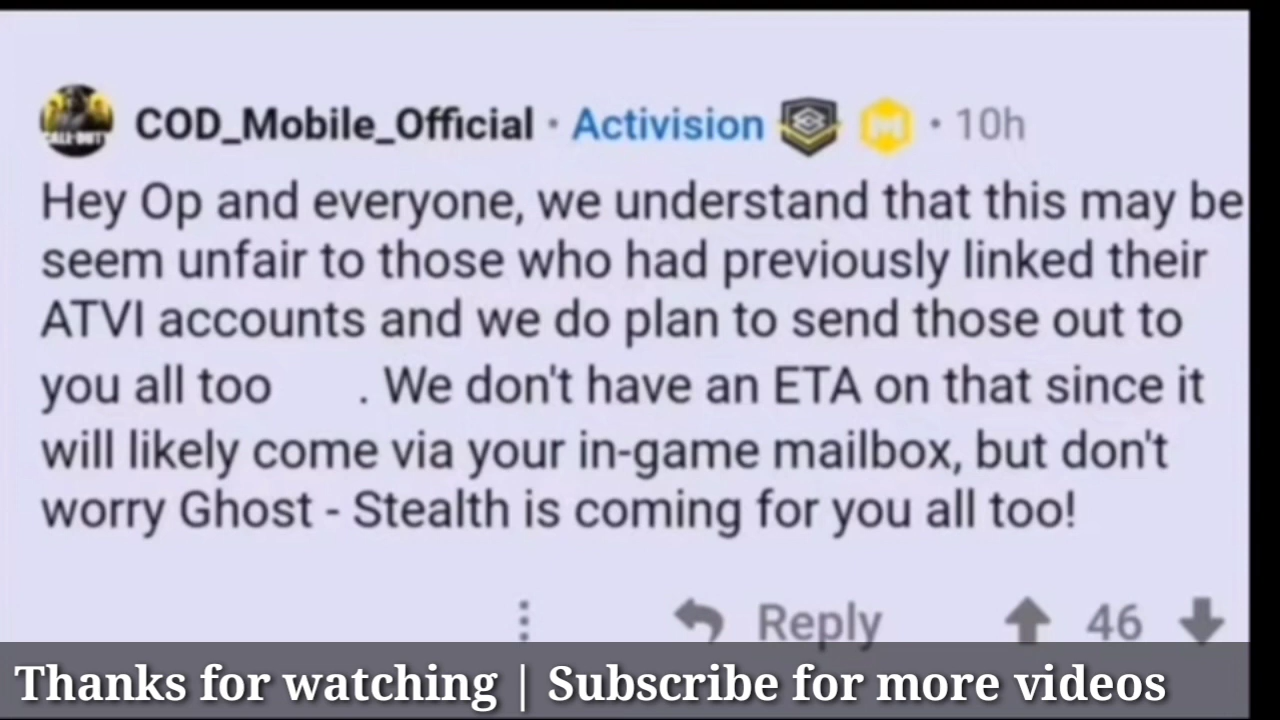 COD_Mobile_Official · Activision · 10h
Hey Op and everyone, we understand that this may be
seem unfair to those who had previously linked their
ATVI accounts and we do plan to send those out to
you all too . We don't have an ETA on that since it
will likely come via your in-game mailbox, but don't
worry Ghost - Stealth is coming for you all too!
Reply 46
Thanks for watching | Subscribe for more videos